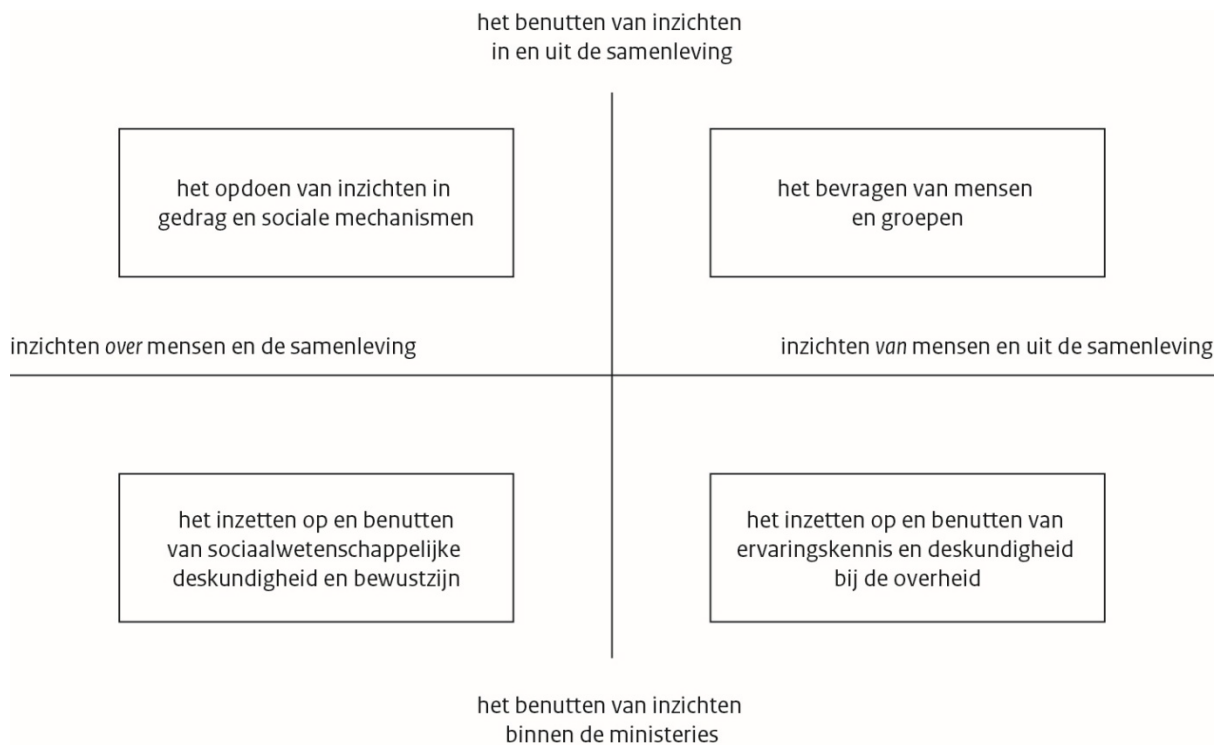 het benutten van inzichten
in en uit de samenleving
het opdoen van inzichten in
gedrag en sociale mechanismen
het bevragen van mensen
en groepen
inzichten over mensen en de samenleving
inzichten van mensen en uit de samenleving
het inzetten op en benutten
van sociaalwetenschappelijke
deskundigheid en bewustzijn
het inzetten op en benutten van
ervaringskennis en deskundigheid
bij de overheid
het benutten van inzichten
binnen de ministeries